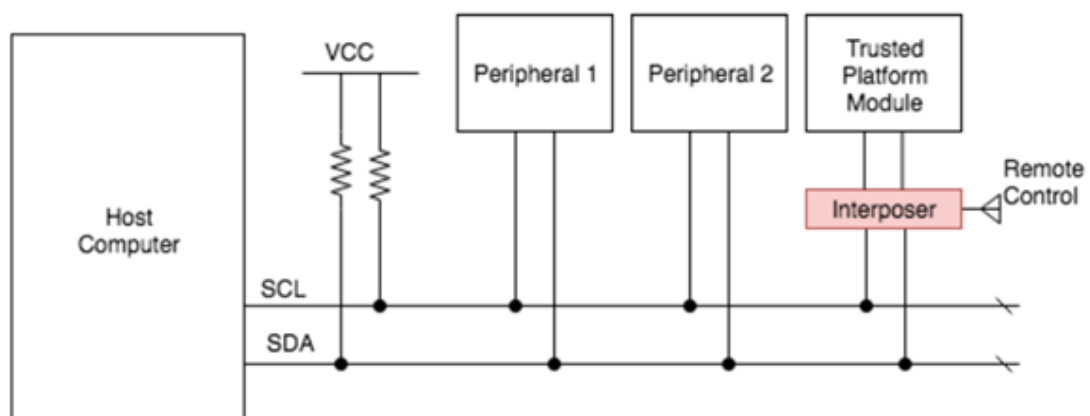 VCC
Peripheral 1
Peripheral 2
Trusted
Platform
Module
Remote
Control
Interposer
Host
Computer
SCL
SDA